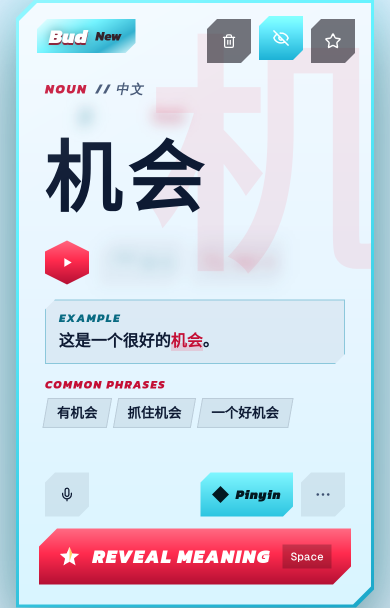 Bud New
NOUN // 中文
机会
EXAMPLE
这是一个很好的机会。
COMMON PHRASES
有机会 抓住机会 一个好机会
Pinyin
REVEAL MEANING Space